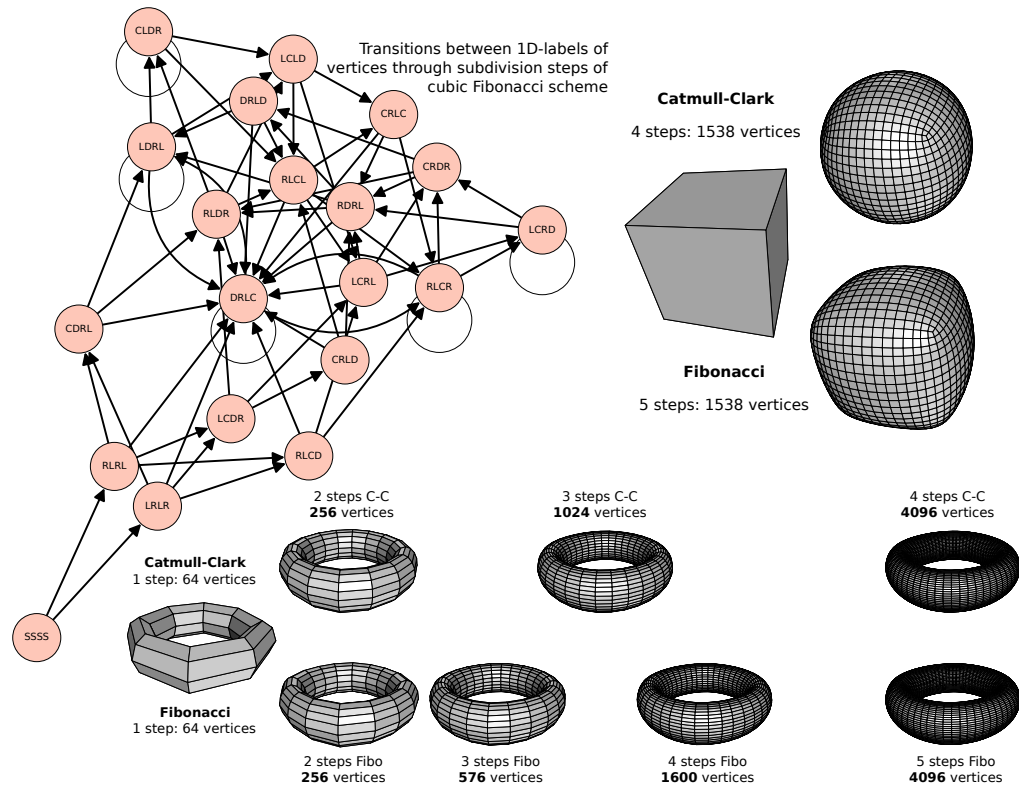 CLDR
LCLD
Transitions between 1D-labels of
vertices through subdivision steps of
cubic Fibonacci scheme
DRLD
CRLC
LDRL
CRDR
RLCL
RLDR
RDRL
LCRD
DRLC
LCRL
RLCR
CDRL
CRLD
LCDR
RLRL
RLCD
LRLR
SSSS
Catmull-Clark
4 steps: 1538 vertices
Fibonacci
5 steps: 1538 vertices
2 steps C-C
256 vertices
3 steps C-C
1024 vertices
4 steps C-C
4096 vertices
Catmull-Clark
1 step: 64 vertices
Fibonacci
1 step: 64 vertices
2 steps Fibo
256 vertices
3 steps Fibo
576 vertices
4 steps Fibo
1600 vertices
5 steps Fibo
4096 vertices